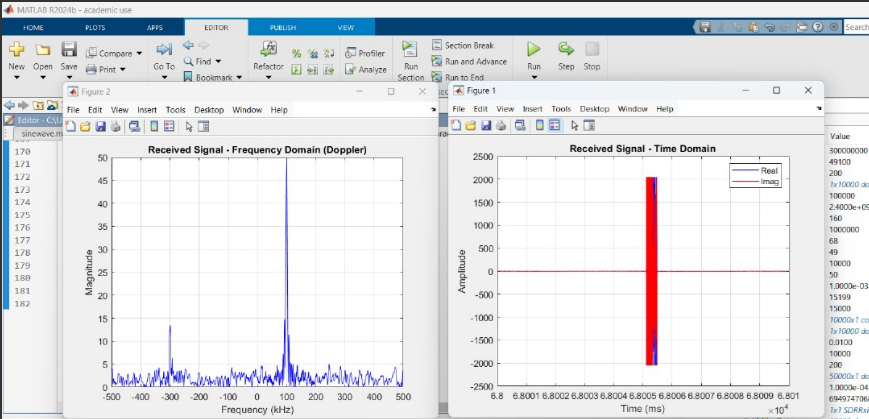 MATLAB R2024b - academic use
HOME PLOTS APPS EDITOR PUBLISH VIEW
Search
New Open Save Compare Print Go To Find Bookmark Refactor Profiler Analyze Run Section Section Break Run and Advance Run to End Run Step Stop
Editor - C:\U
sinewave.m
170
171
172
173
174
175
176
177
178
179
180
181
182
Figure 2
File Edit View Insert Tools Desktop Window Help
Received Signal - Frequency Domain (Doppler)
Magnitude
50
45
40
35
30
25
20
15
10
5
0
-500 -400 -300 -200 -100 0 100 200 300 400 500
Frequency (kHz)
Figure 1
File Edit View Insert Tools Desktop Window Help
Received Signal - Time Domain
Real
Imag
Amplitude
2500
2000
1500
1000
500
0
-500
-1000
-1500
-2000
-2500
6.8 6.8001 6.8002 6.8003 6.8004 6.8005 6.8006 6.8007 6.8008 6.8009 6.801
×10⁴
Time (ms)
Value
300000000
49100
200
1x10000 do
100000
2.4000e+09
160
1000000
68
49
10000
50
1.0000e-03
15199
15000
10000x1 co
1x10000 do
0.0100
10000
200
50000x1 do
1.0000e-04
694974706
1x1 SDRRx